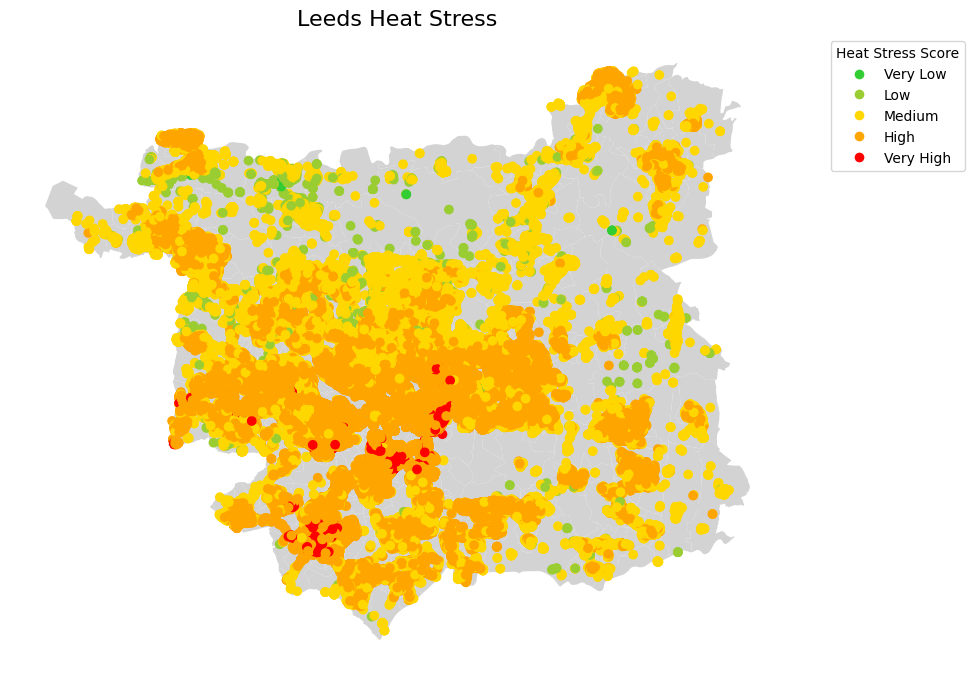 Leeds Heat Stress
Heat Stress Score
Very Low
Low
Medium
High
Very High